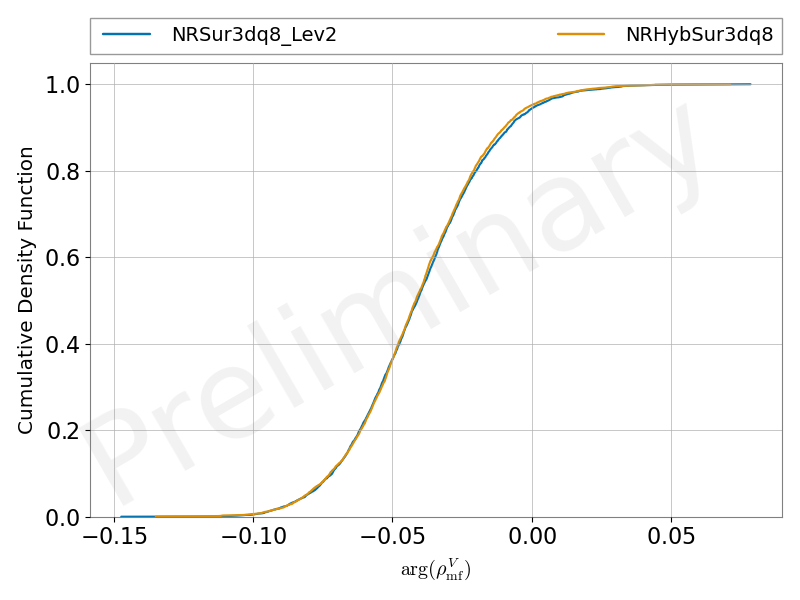 NRSur3dq8_Lev2 NRHybSur3dq8
1.0
0.8
0.6
0.4
0.2
0.0
Cumulative Density Function
Preliminary
−0.15 −0.10 −0.05 0.00 0.05
arg(ρ_mf^V)